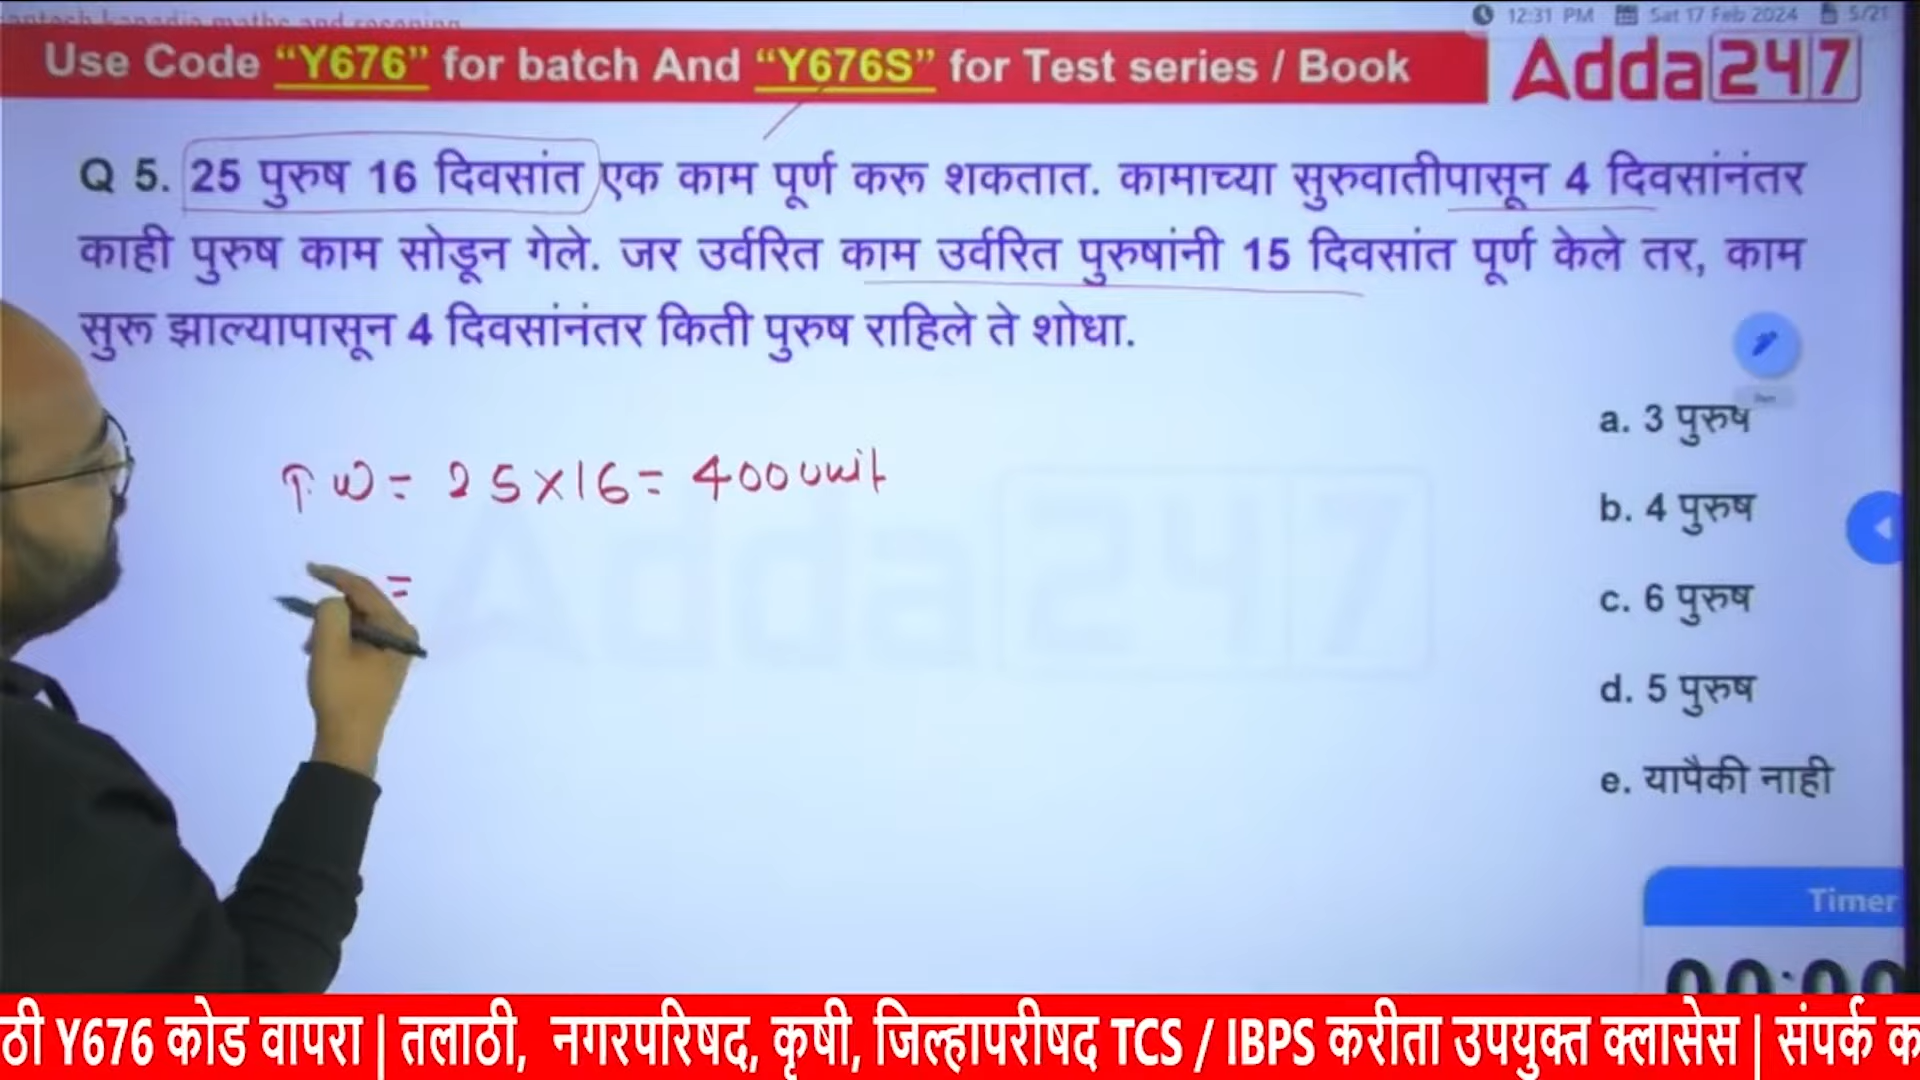 12:31 PM Sat 17 Feb 2024 5/21
Use Code “Y676” for batch And “Y676S” for Test series / Book
Adda247
Q 5. 25 पुरुष 16 दिवसांत एक काम पूर्ण करू शकतात. कामाच्या सुरुवातीपासून 4 दिवसांनंतर
काही पुरुष काम सोडून गेले. जर उर्वरित काम उर्वरित पुरुषांनी 15 दिवसांत पूर्ण केले तर, काम
सुरू झाल्यापासून 4 दिवसांनंतर किती पुरुष राहिले ते शोधा.
T.W = 25×16 = 400 unit
=
Adda247
a. 3 पुरुष
b. 4 पुरुष
c. 6 पुरुष
d. 5 पुरुष
e. यापैकी नाही
Timer
00:00
ठी Y676 कोड वापरा | तलाठी, नगरपरिषद, कृषी, जिल्हापरीषद TCS / IBPS करीता उपयुक्त क्लासेस | संपर्क क